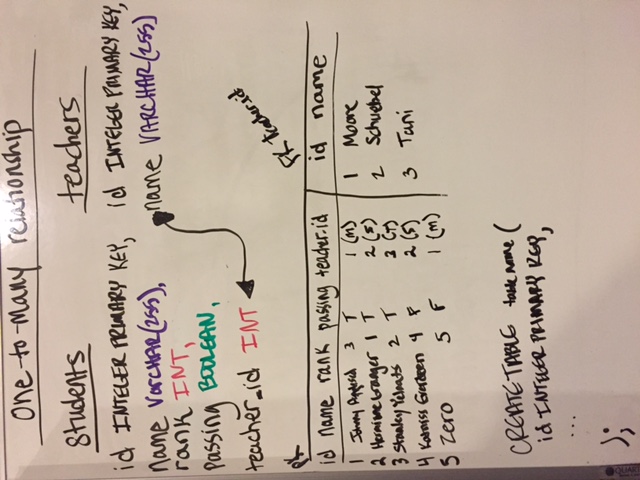 One-to-Many relationship
Students
teachers
id INTEGER PRIMARY KEY,
name VARCHAR(255),
rank INT,
passing BOOLEAN,
teacher_id INT
id INTEGER PRIMARY KEY,
name VARCHAR(255)
PK
FK teacher_id
id name rank passing teacher_id
id name
1 Johnny Appleseed 3 T 1 (M)
2 Hermione Granger 1 T 2 (S)
3 Stanley Yelnats 2 T 3 (T)
4 Katniss Everdeen 4 F 2 (S)
5 Zero 5 F 1 (M)
1 Moore
2 Schuebel
3 Tani
CREATE TABLE table name (
id INTEGER PRIMARY KEY,
...
);